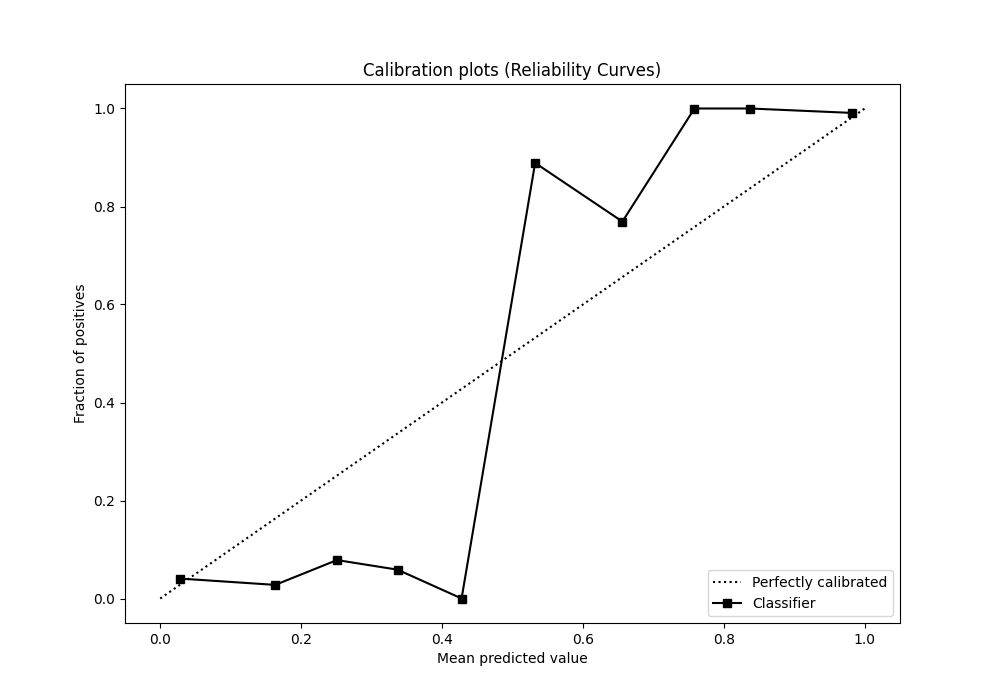 Calibration plots (Reliability Curves)
1.0
0.8
0.6
0.4
0.2
0.0
Fraction of positives
0.0 0.2 0.4 0.6 0.8 1.0
Mean predicted value
Perfectly calibrated
Classifier